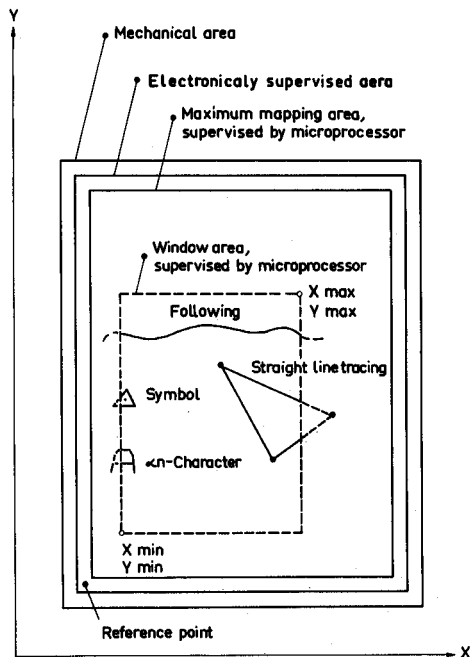 Y
Mechanical area
Electronicaly supervised aera
Maximum mapping area,
supervised by microprocessor
Window area,
supervised by microprocessor
X max
Y max
Following
Straight line tracing
Symbol
αn-Character
X min
Y min
Reference point
X